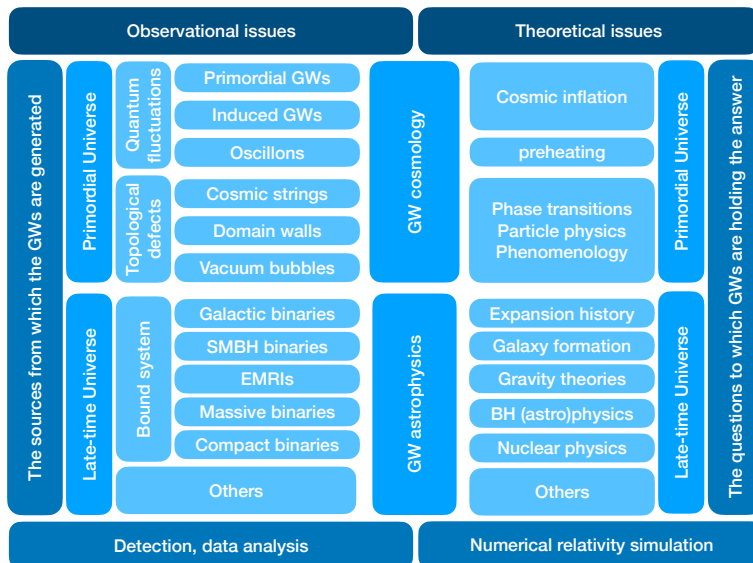 Observational issues
Theoretical issues
The sources from which the GWs are generated
Primordial Universe
Quantum
fluctuations
Primordial GWs
Induced GWs
Oscillons
Topological
defects
Cosmic strings
Domain walls
Vacuum bubbles
Late-time Universe
Bound system
Galactic binaries
SMBH binaries
EMRIs
Massive binaries
Compact binaries
Others
GW cosmology
GW astrophysics
Cosmic inflation
preheating
Phase transitions
Particle physics
Phenomenology
Primordial Universe
Expansion history
Galaxy formation
Gravity theories
BH (astro)physics
Nuclear physics
Others
Late-time Universe
The questions to which GWs are holding the answer
Detection, data analysis
Numerical relativity simulation